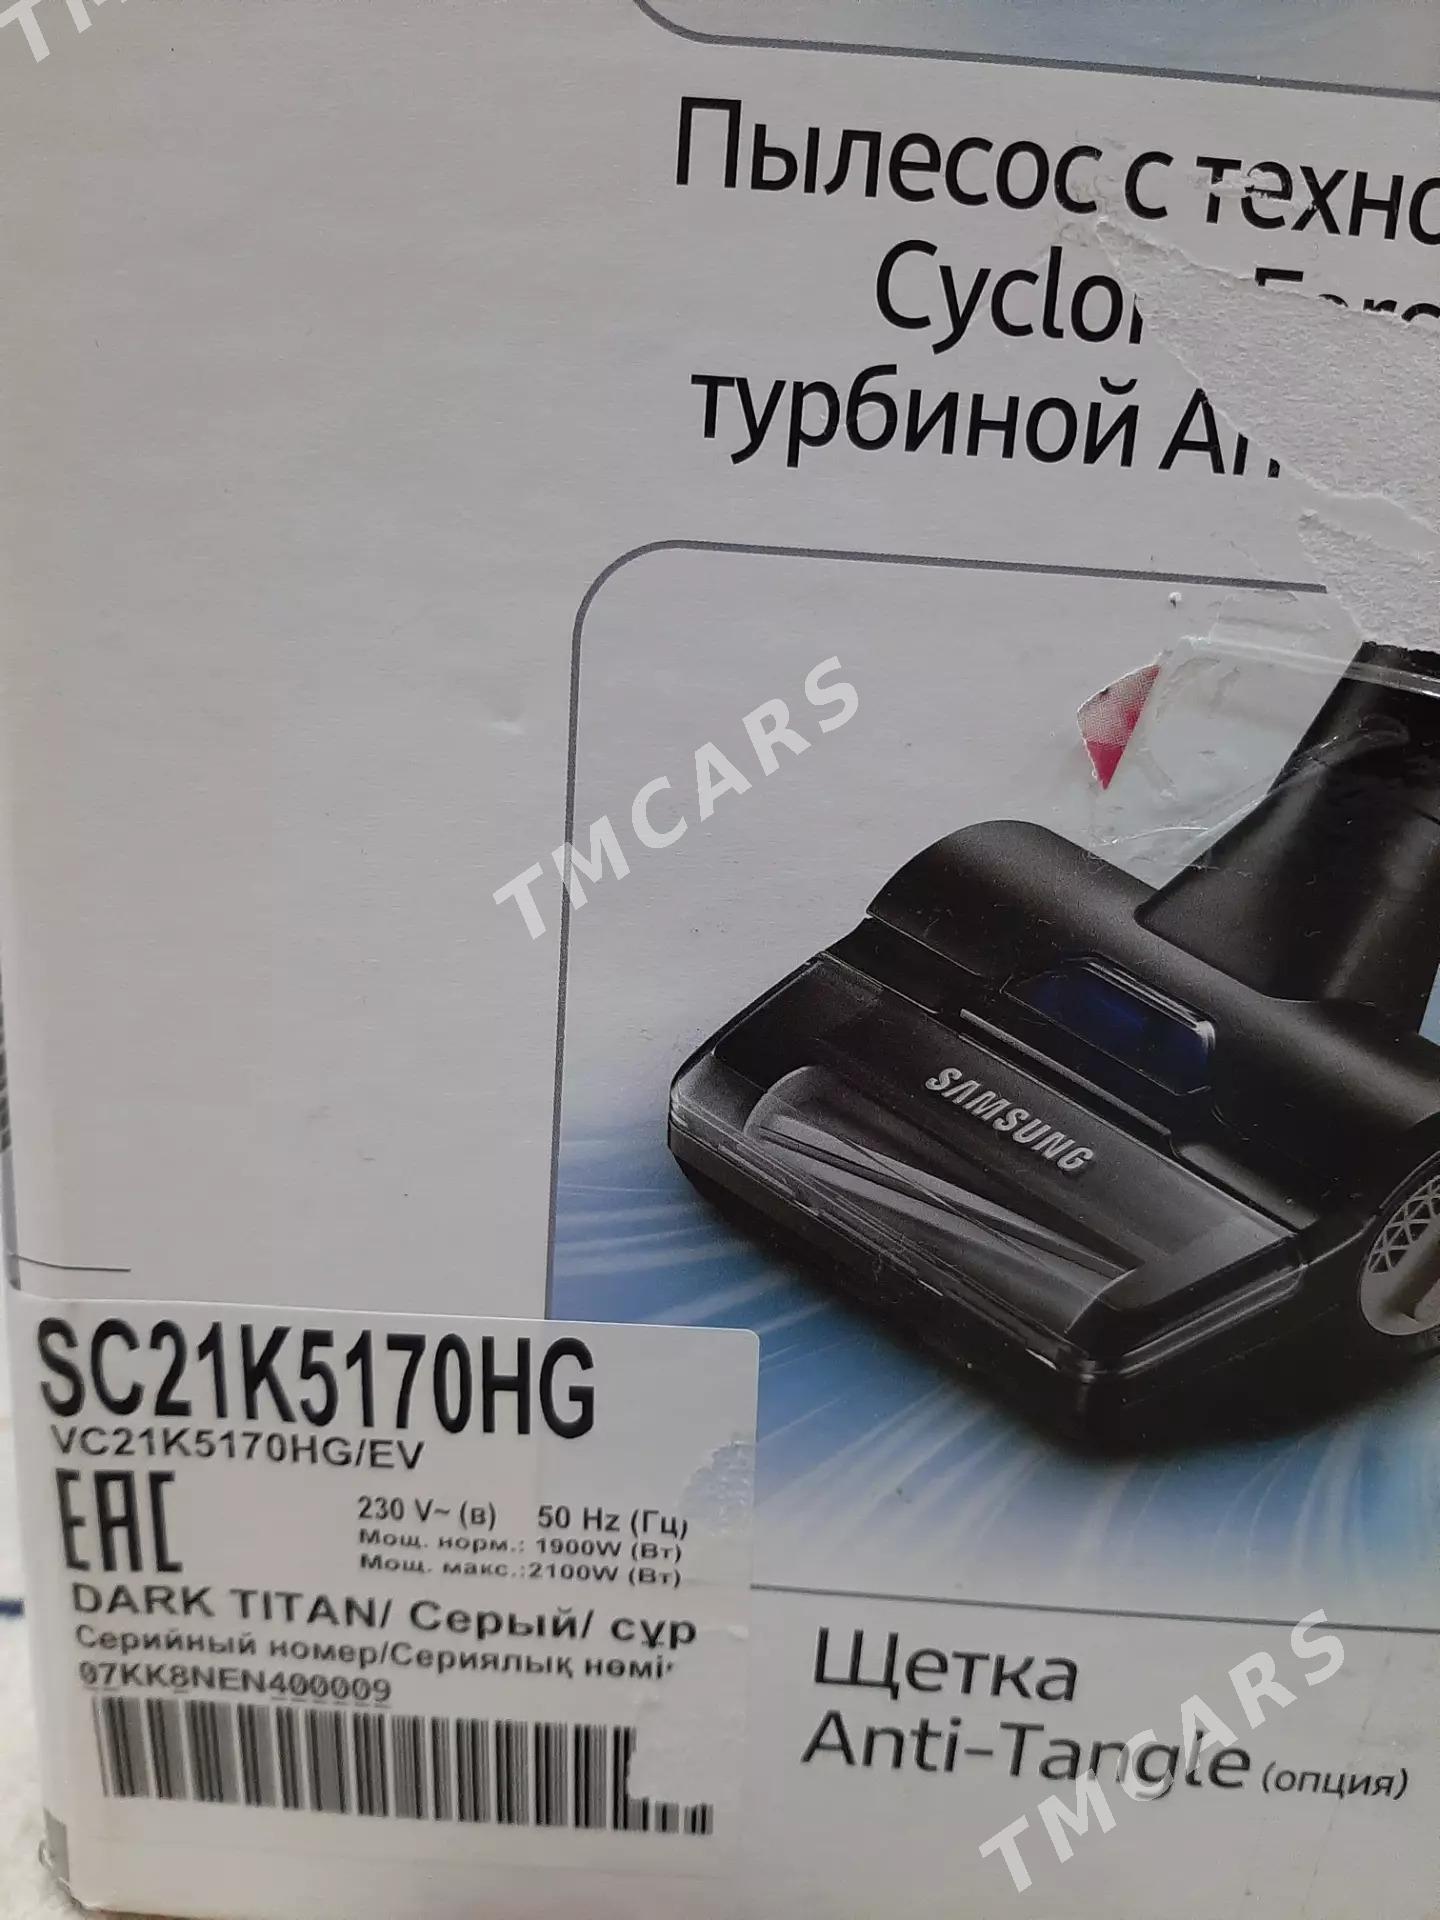 Пылесос с техно
Cyclo
турбиной
SAMSUNG
SC21K5170HG
VC21K5170HG/EV
EAC
230 V~ (в) 50 Hz (Гц)
Мощ. норм.: 1900W (Вт)
Мощ. макс.:2100W (Вт)
DARK TITAN/ Серый/ сұр
Серийный номер/Сериялық нөмі
07KK8NEN400009
Щетка
Anti-Tangle (опция)
TMCARS
TMCARS